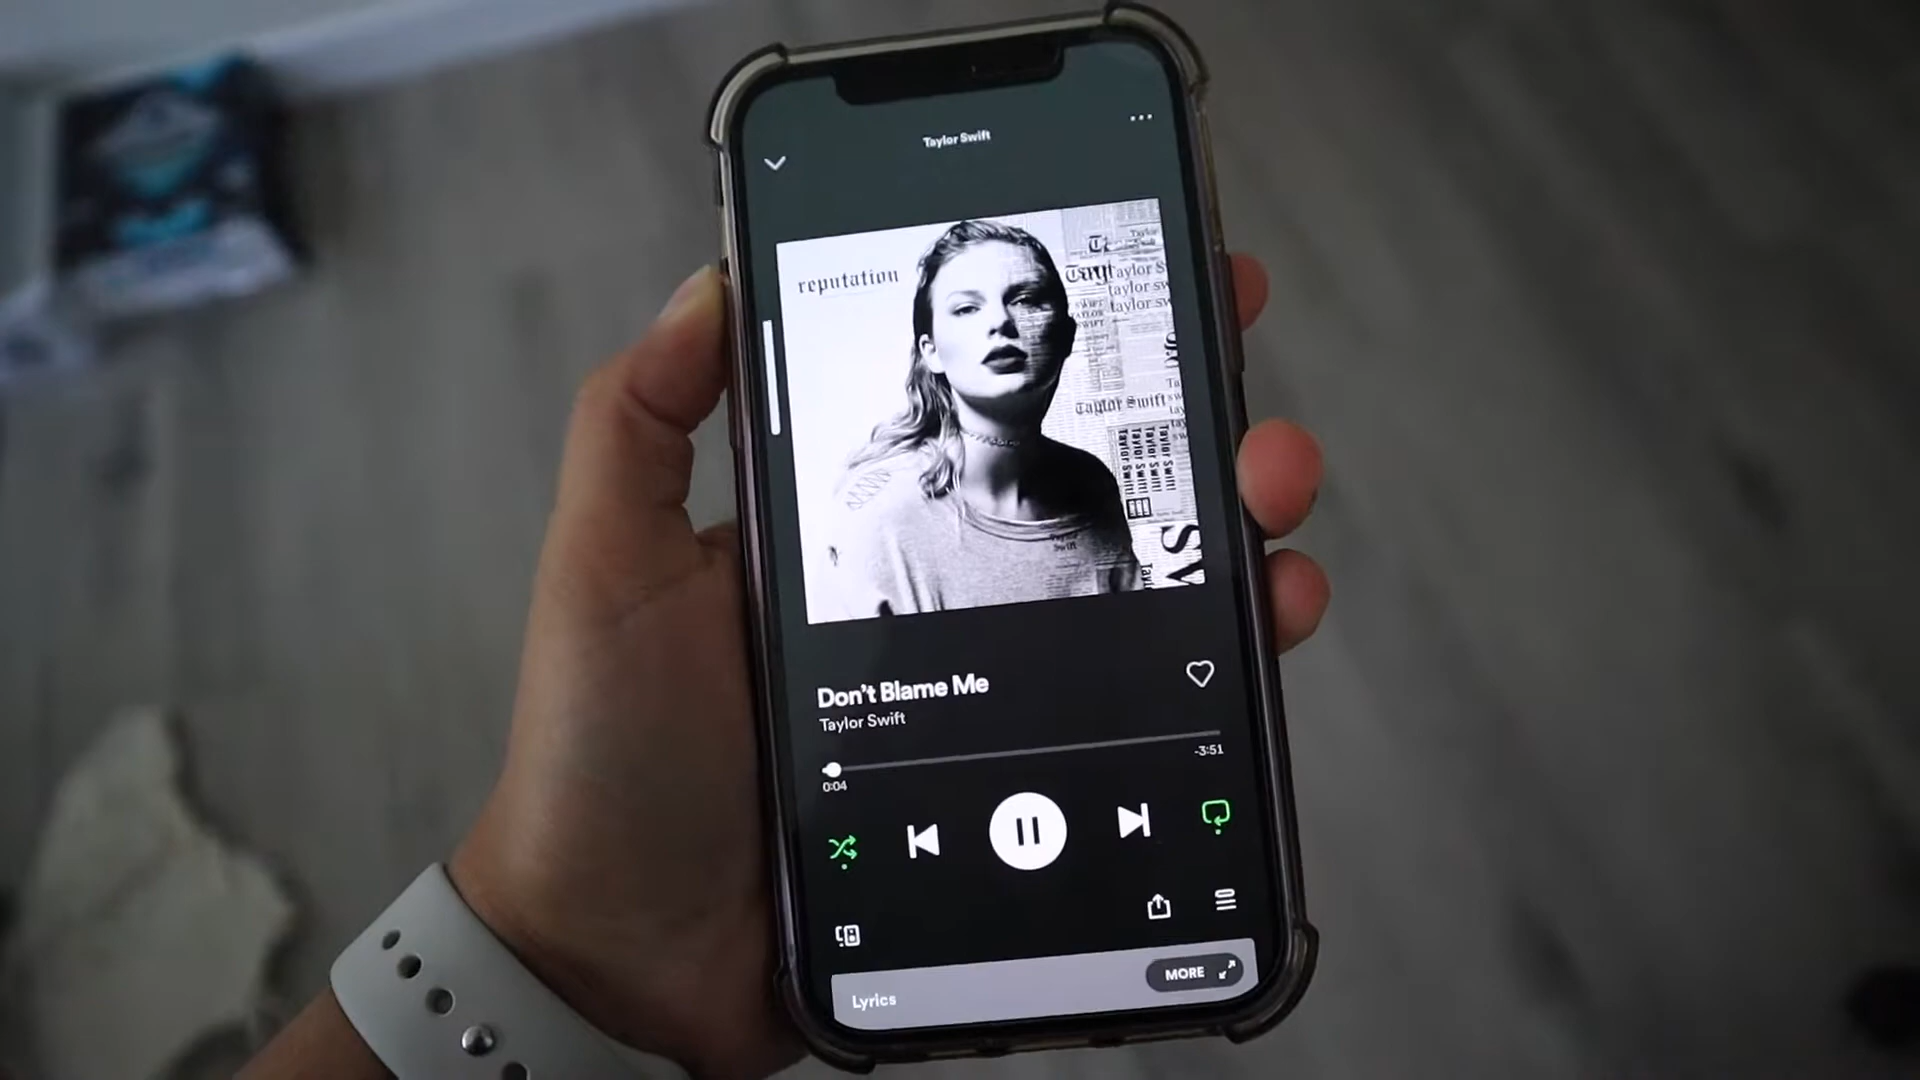 Taylor Swift
reputation
Taylor Swift
Don't Blame Me
Taylor Swift
0:04
-3:51
Lyrics
MORE